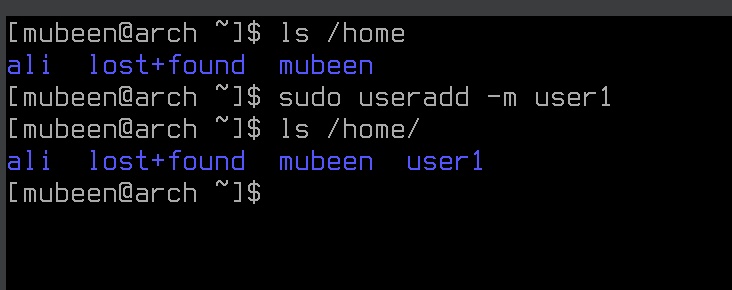 [mubeen@arch ~]$ ls /home
ali  lost+found  mubeen
[mubeen@arch ~]$ sudo useradd -m user1
[mubeen@arch ~]$ ls /home/
ali  lost+found  mubeen  user1
[mubeen@arch ~]$